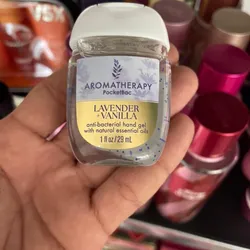 AROMATHERAPY
PocketBac
LAVENDER
+ VANILLA
anti-bacterial hand gel
with natural essential oils
1 fl oz/29 mL